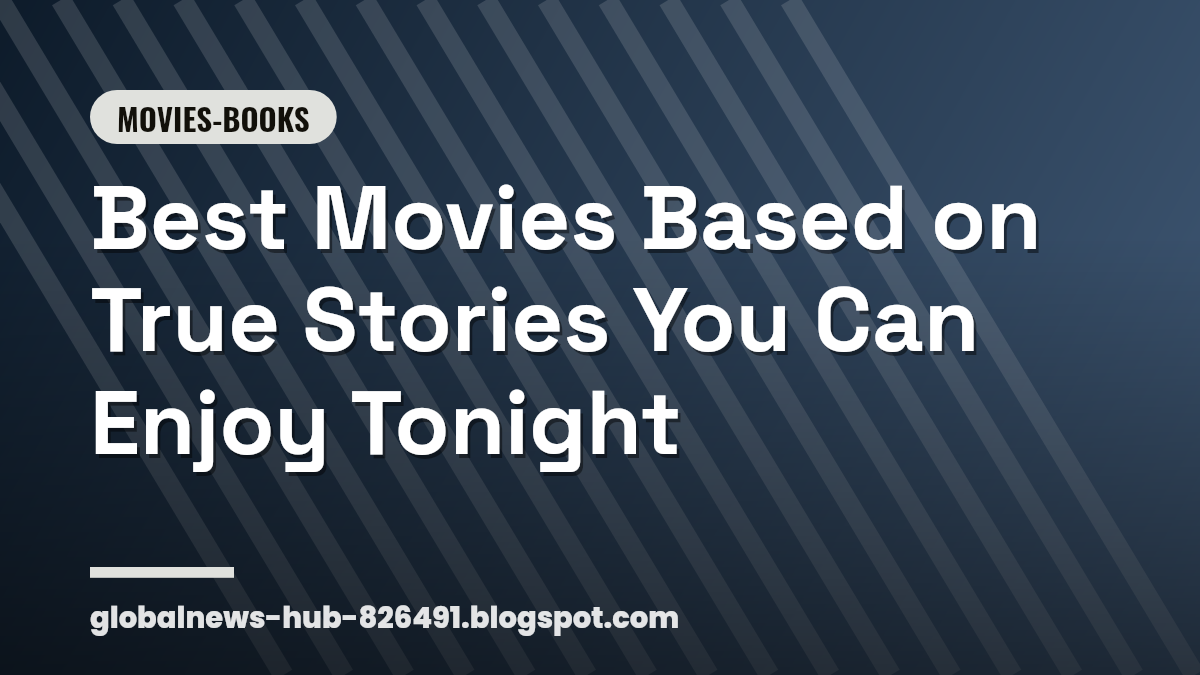 MOVIES-BOOKS
Best Movies Based on
True Stories You Can
Enjoy Tonight
globalnews-hub-826491.blogspot.com